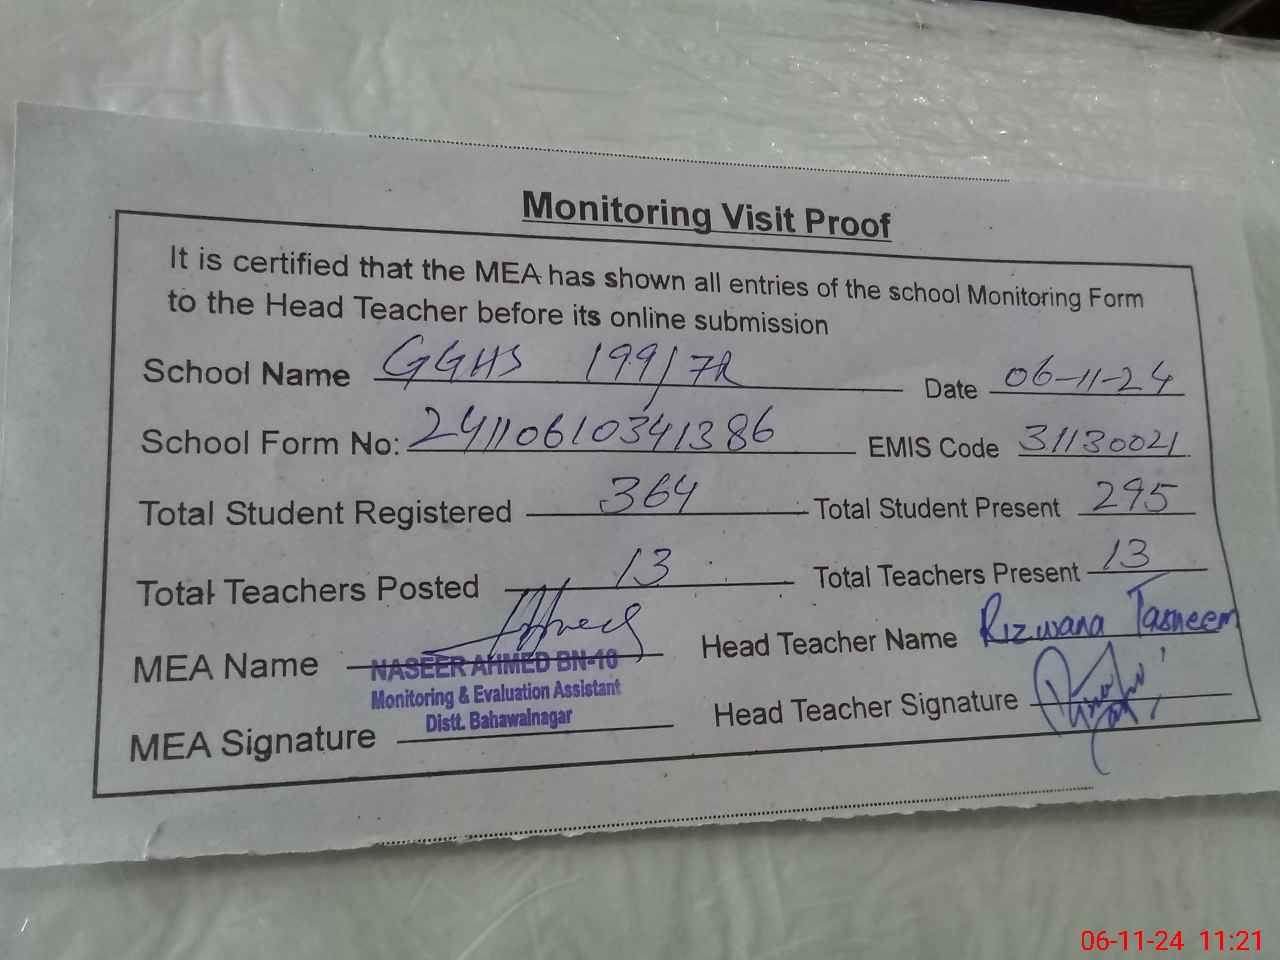 Monitoring Visit Proof
It is certified that the MEA has shown all entries of the school Monitoring Form
to the Head Teacher before its online submission
School Name GGHS 199/7R Date 06-11-24
School Form No: 24110610341386 EMIS Code 31130021
Total Student Registered 364 Total Student Present 295
Total Teachers Posted 13 Total Teachers Present 13
MEA Name Head Teacher Name Rizwana Tasneem
NASEER AHMED BN-10
Monitoring & Evaluation Assistant
Distt. Bahawalnagar
MEA Signature Head Teacher Signature
06-11-24 11:21